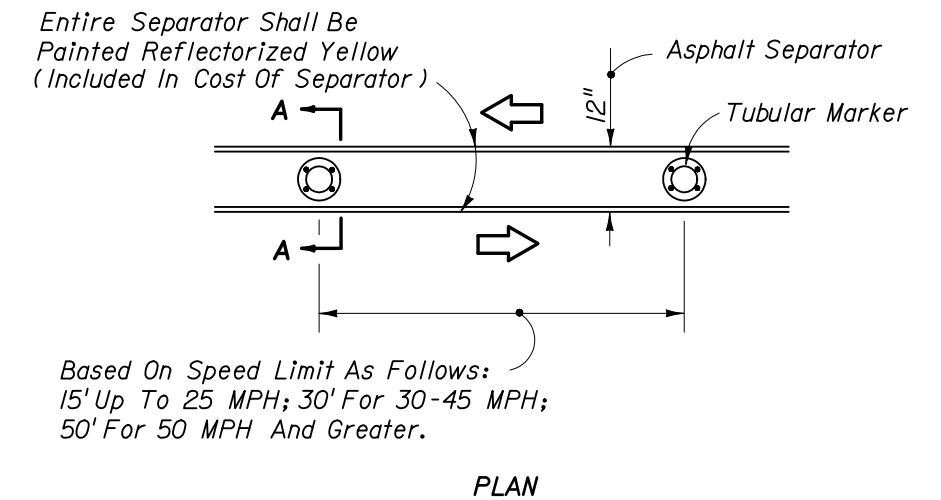 Entire Separator Shall Be
Painted Reflectorized Yellow
(Included In Cost Of Separator)
Asphalt Separator
12"
Tubular Marker
A
A
Based On Speed Limit As Follows:
15' Up To 25 MPH; 30' For 30-45 MPH;
50' For 50 MPH And Greater.
PLAN